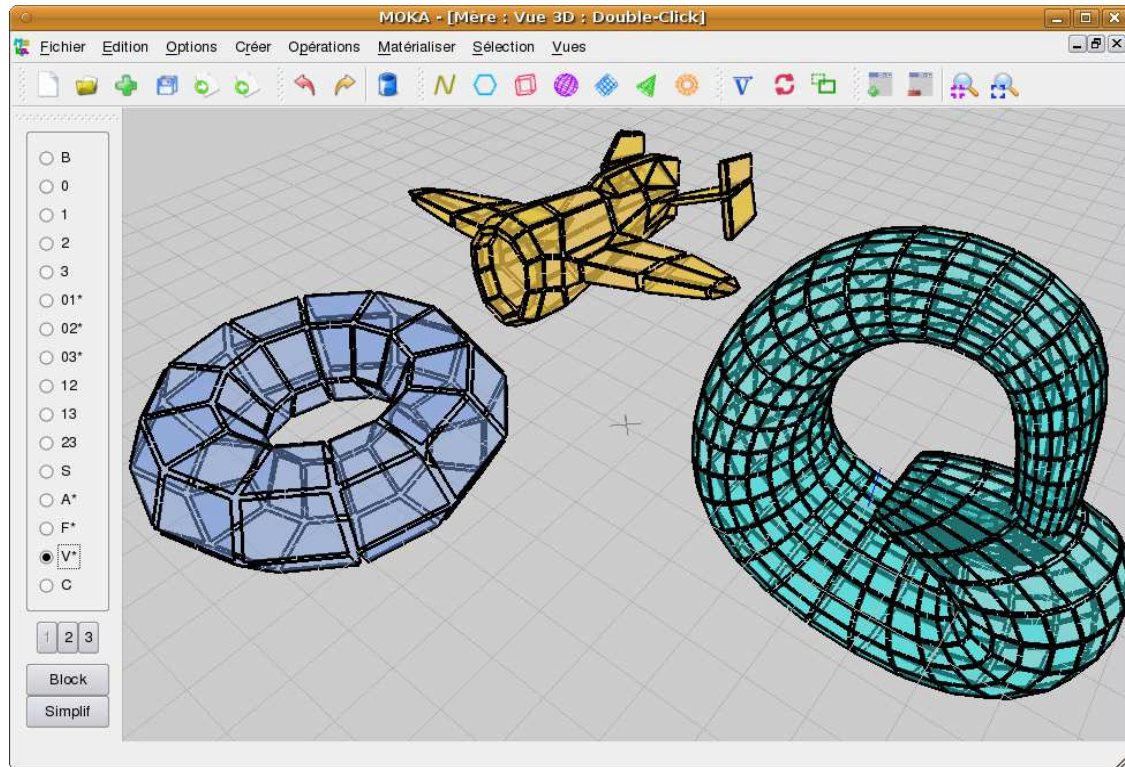 MOKA - [Mère : Vue 3D : Double-Click]
Fichier Edition Options Créer Opérations Matérialiser Sélection Vues
B
0
1
2
3
01*
02*
03*
12
13
23
S
A*
F*
V*
C
1 2 3
Block
Simplif